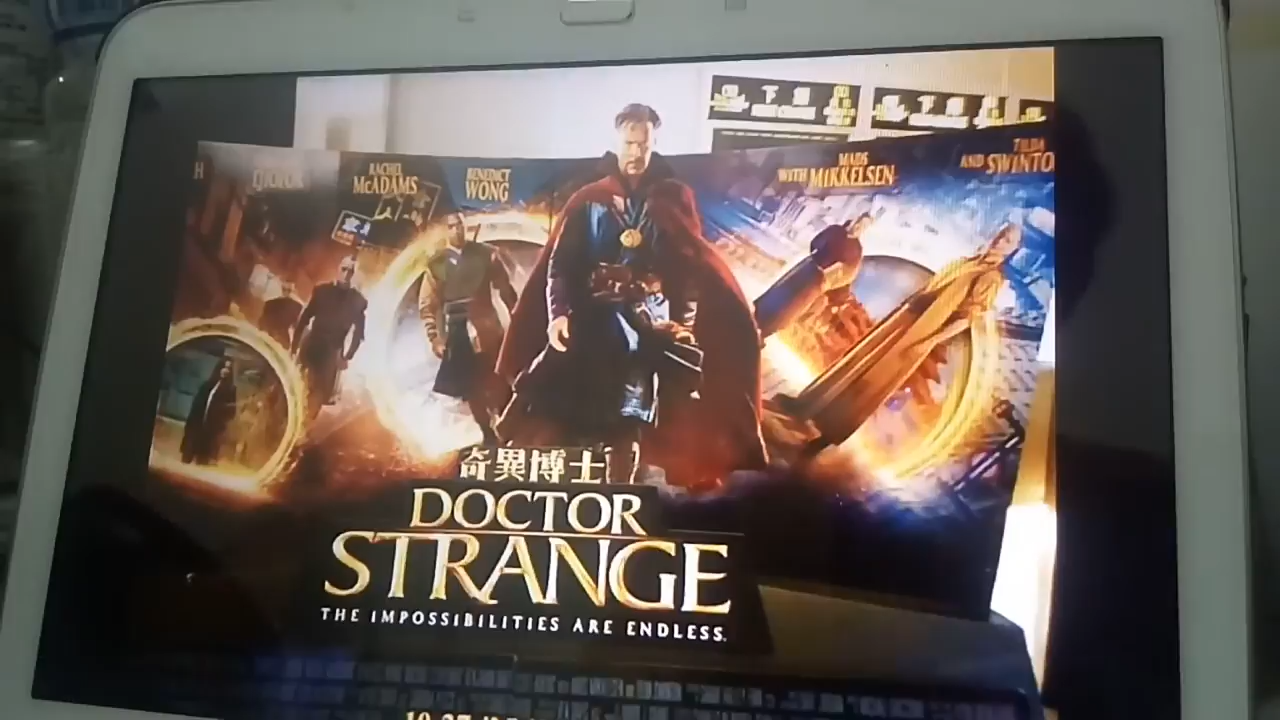 RACHEL
McADAMS
BENEDICT
WONG
MADS
WITH MIKKELSEN
TILDA
AND SWINTO
奇異博士
DOCTOR
STRANGE
THE IMPOSSIBILITIES ARE ENDLESS.